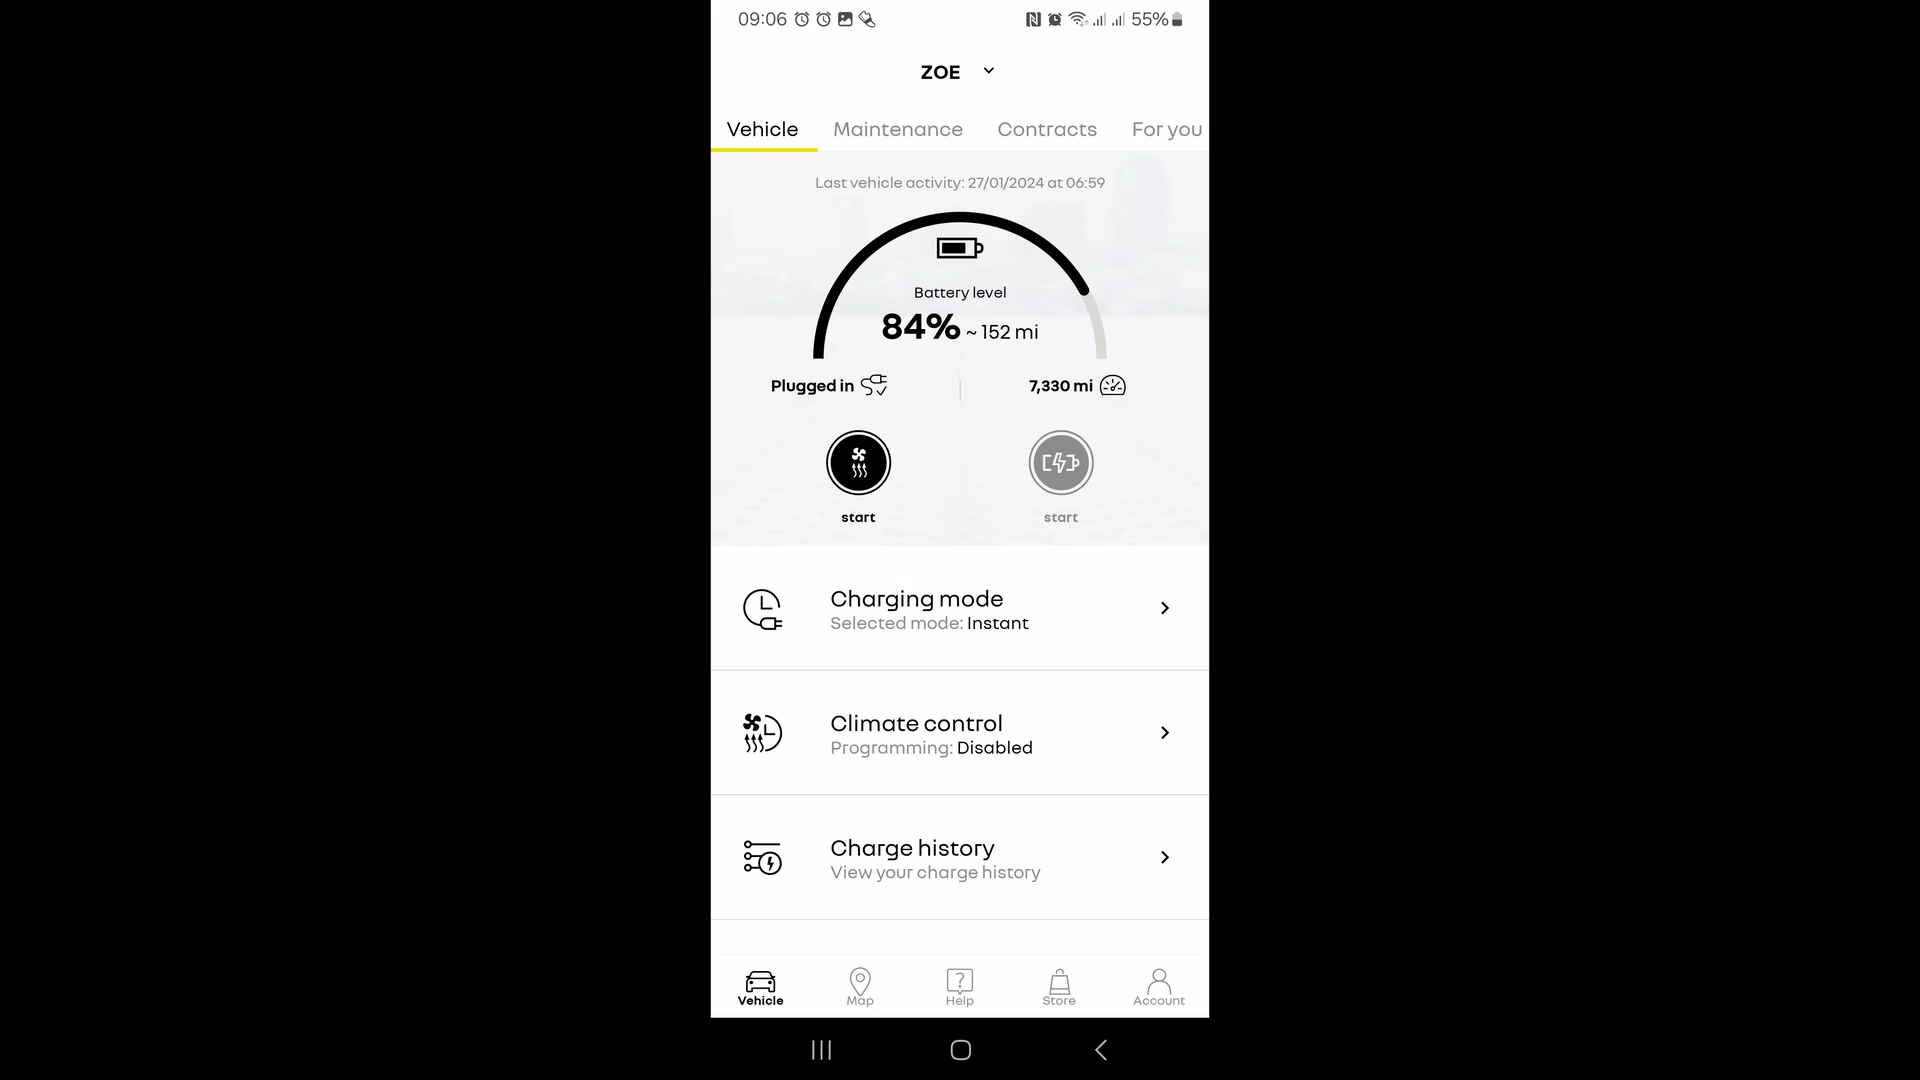 09:06 55%
ZOE
Vehicle Maintenance Contracts For you
Last vehicle activity: 27/01/2024 at 06:59
Battery level
84% ~ 152 mi
Plugged in 7,330 mi
start start
Charging mode
Selected mode: Instant
Climate control
Programming: Disabled
Charge history
View your charge history
Vehicle Map Help Store Account